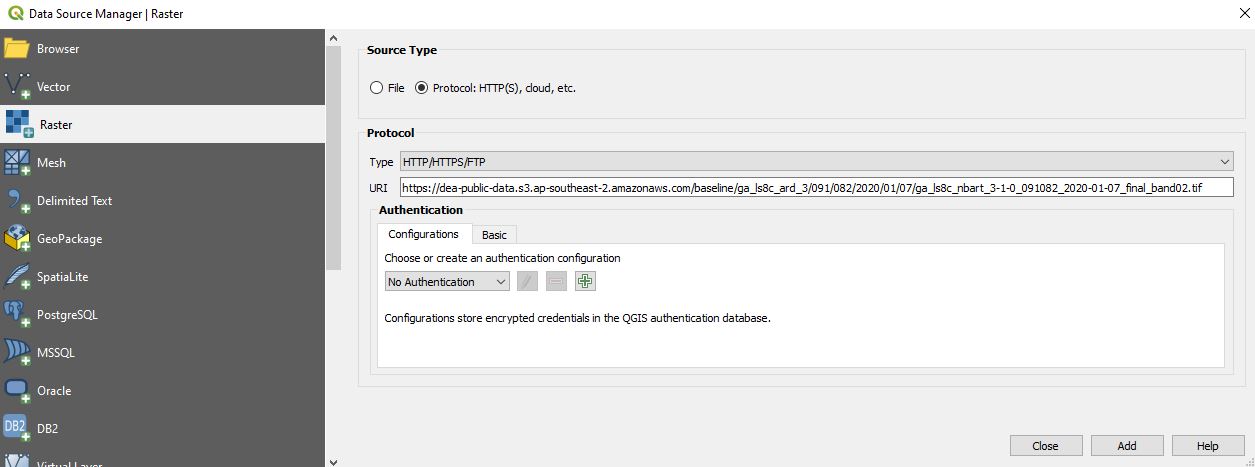 Data Source Manager | Raster
Browser
Vector
Raster
Mesh
Delimited Text
GeoPackage
SpatiaLite
PostgreSQL
MSSQL
Oracle
DB2
DB2
Virtual Layer
Source Type
File
Protocol: HTTP(S), cloud, etc.
Protocol
Type
HTTP/HTTPS/FTP
URI
https://dea-public-data.s3.ap-southeast-2.amazonaws.com/baseline/ga_ls8c_ard_3/091/082/2020/01/07/ga_ls8c_nbart_3-1-0_091082_2020-01-07_final_band02.tif
Authentication
Configurations
Basic
Choose or create an authentication configuration
No Authentication
Configurations store encrypted credentials in the QGIS authentication database.
Close
Add
Help